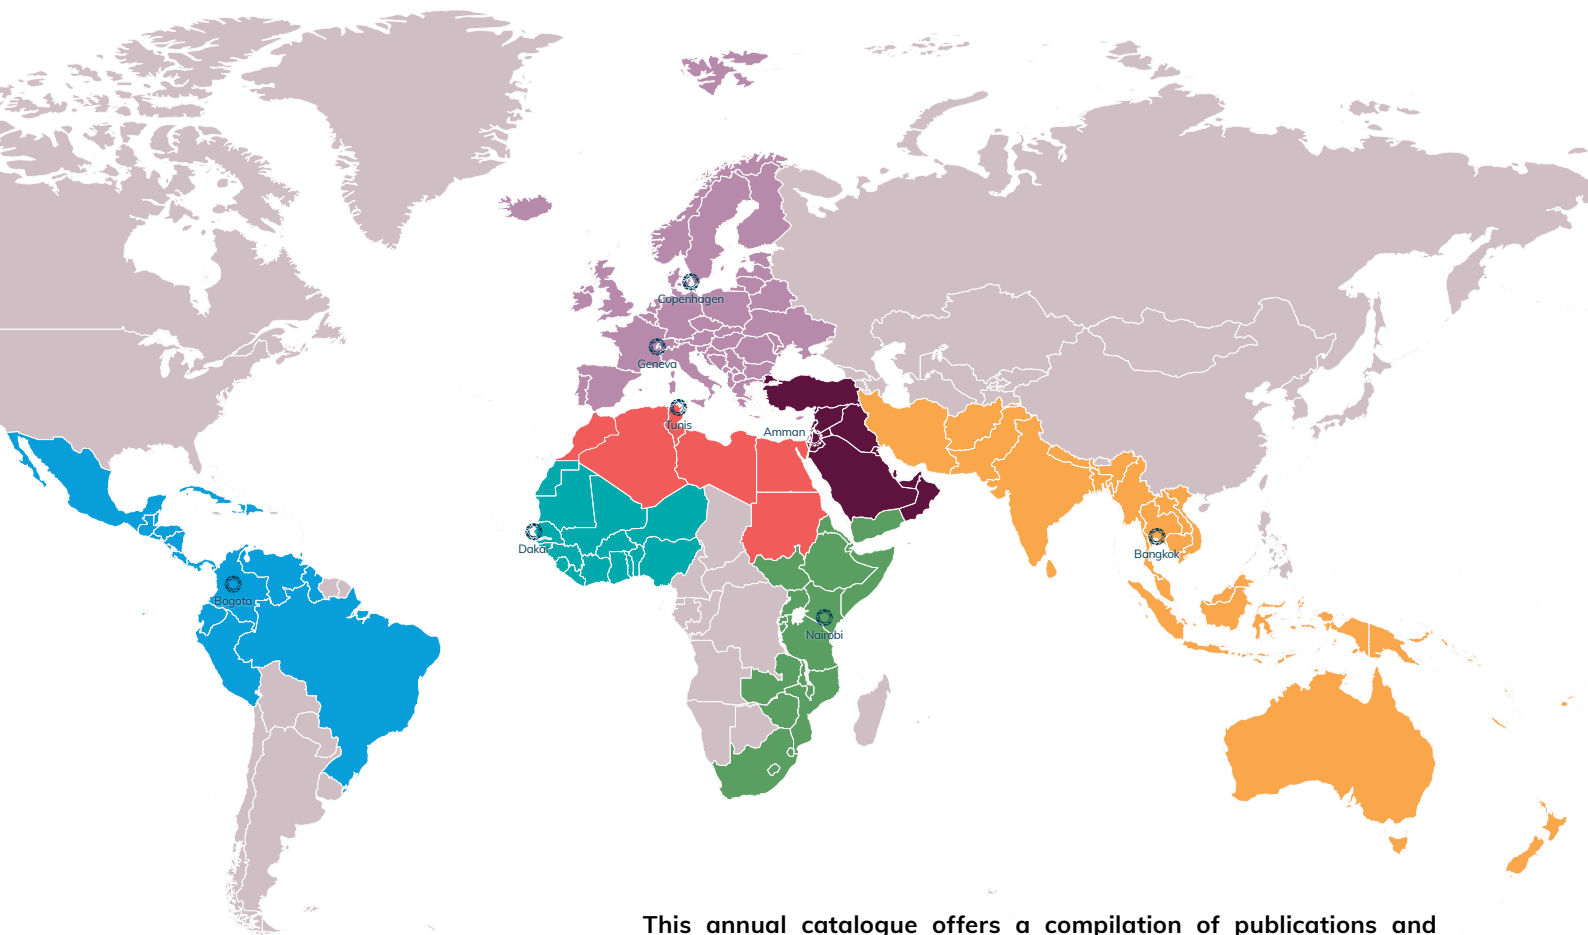 Copenhagen
Geneva
Tunis
Amman
Dakar
Bangkok
Bogota
Nairobi
This annual catalogue offers a compilation of publications and